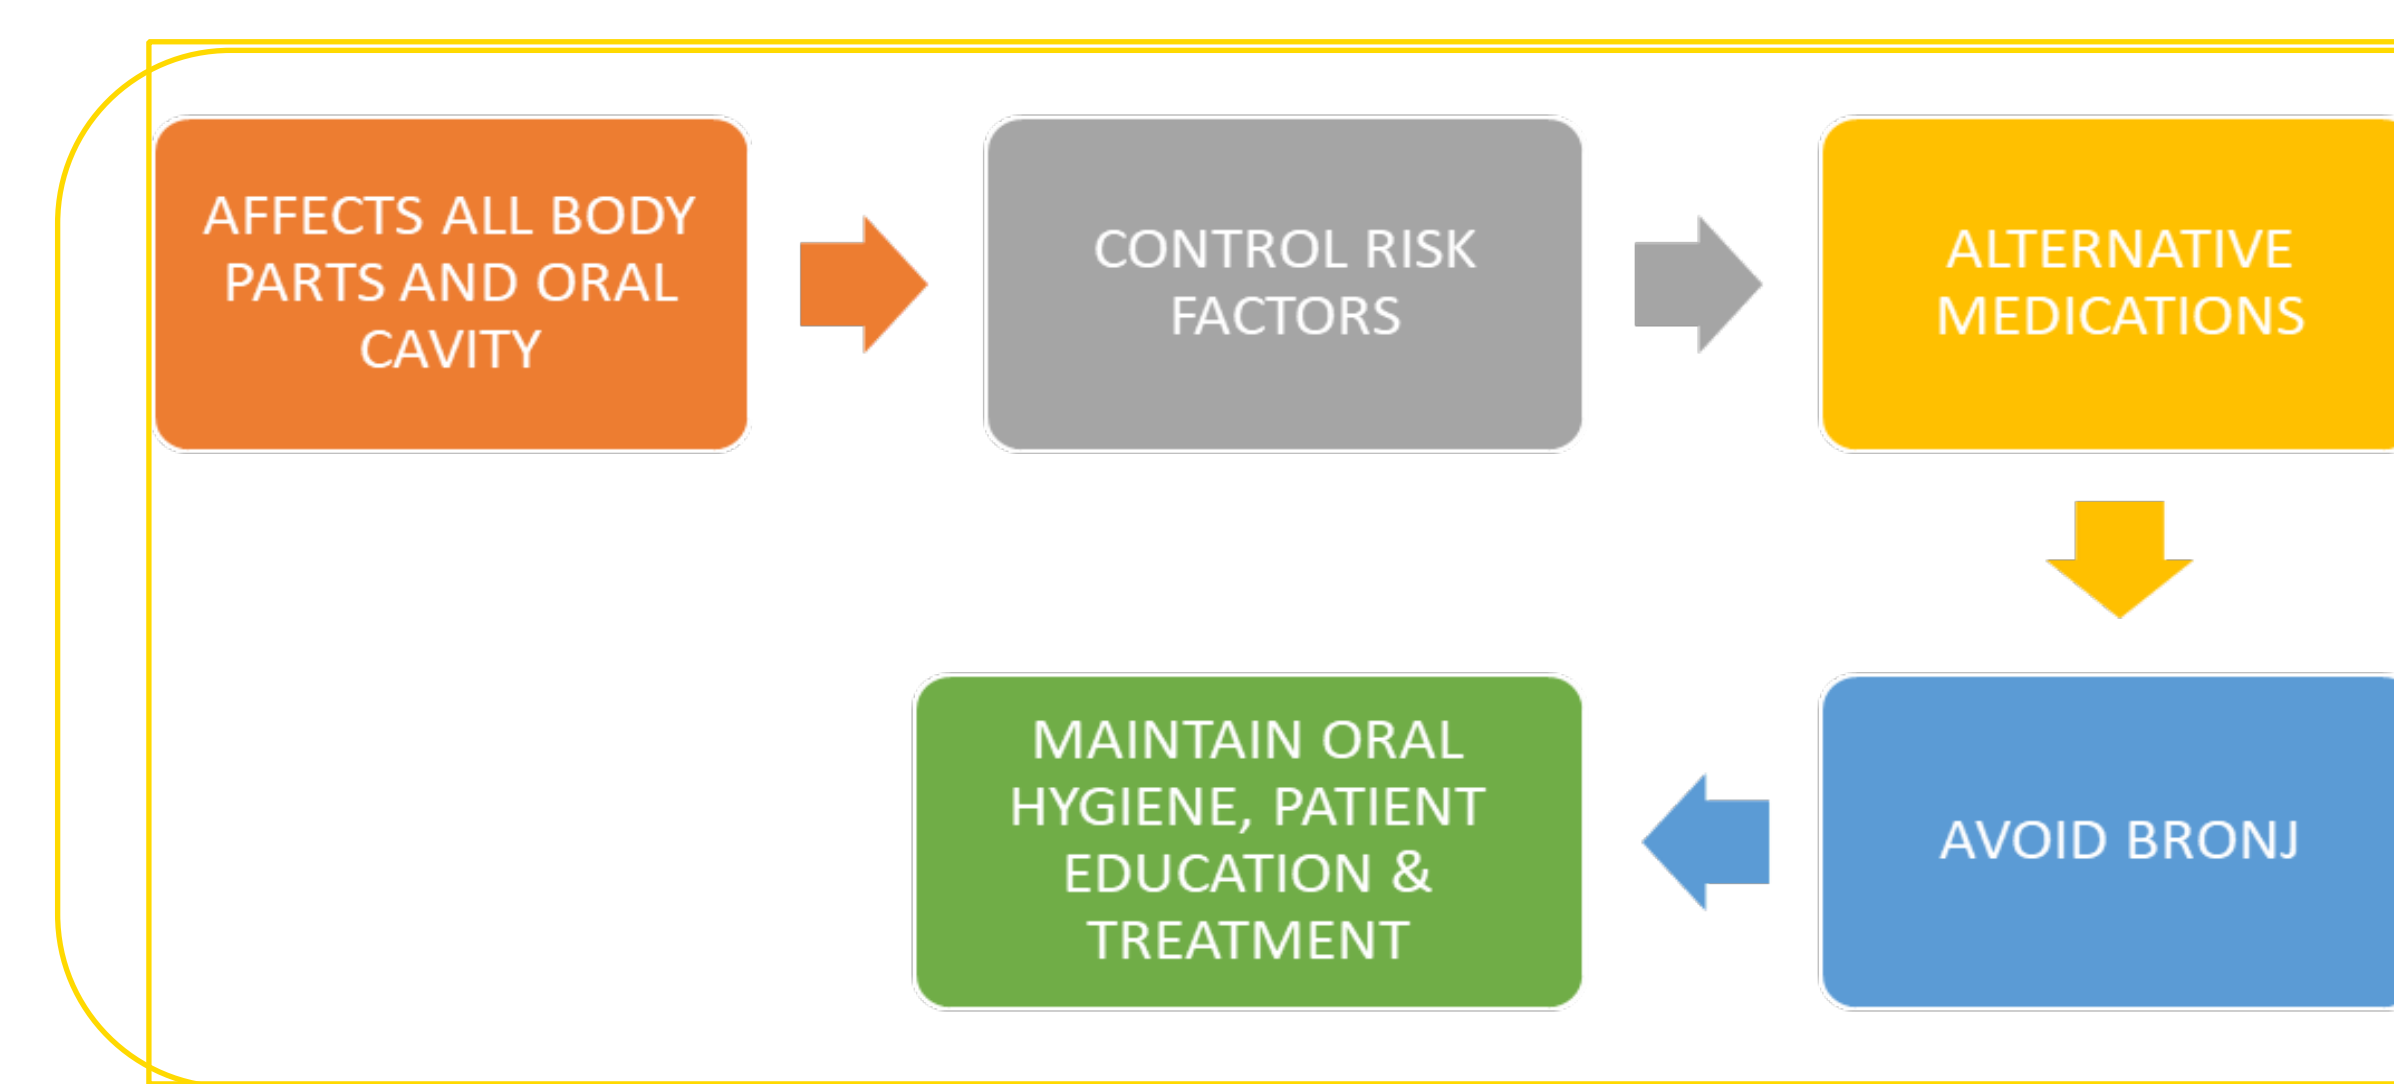 AFFECTS ALL BODY
PARTS AND ORAL
CAVITY
CONTROL RISK
FACTORS
ALTERNATIVE
MEDICATIONS
AVOID BRONJ
MAINTAIN ORAL
HYGIENE, PATIENT
EDUCATION &
TREATMENT